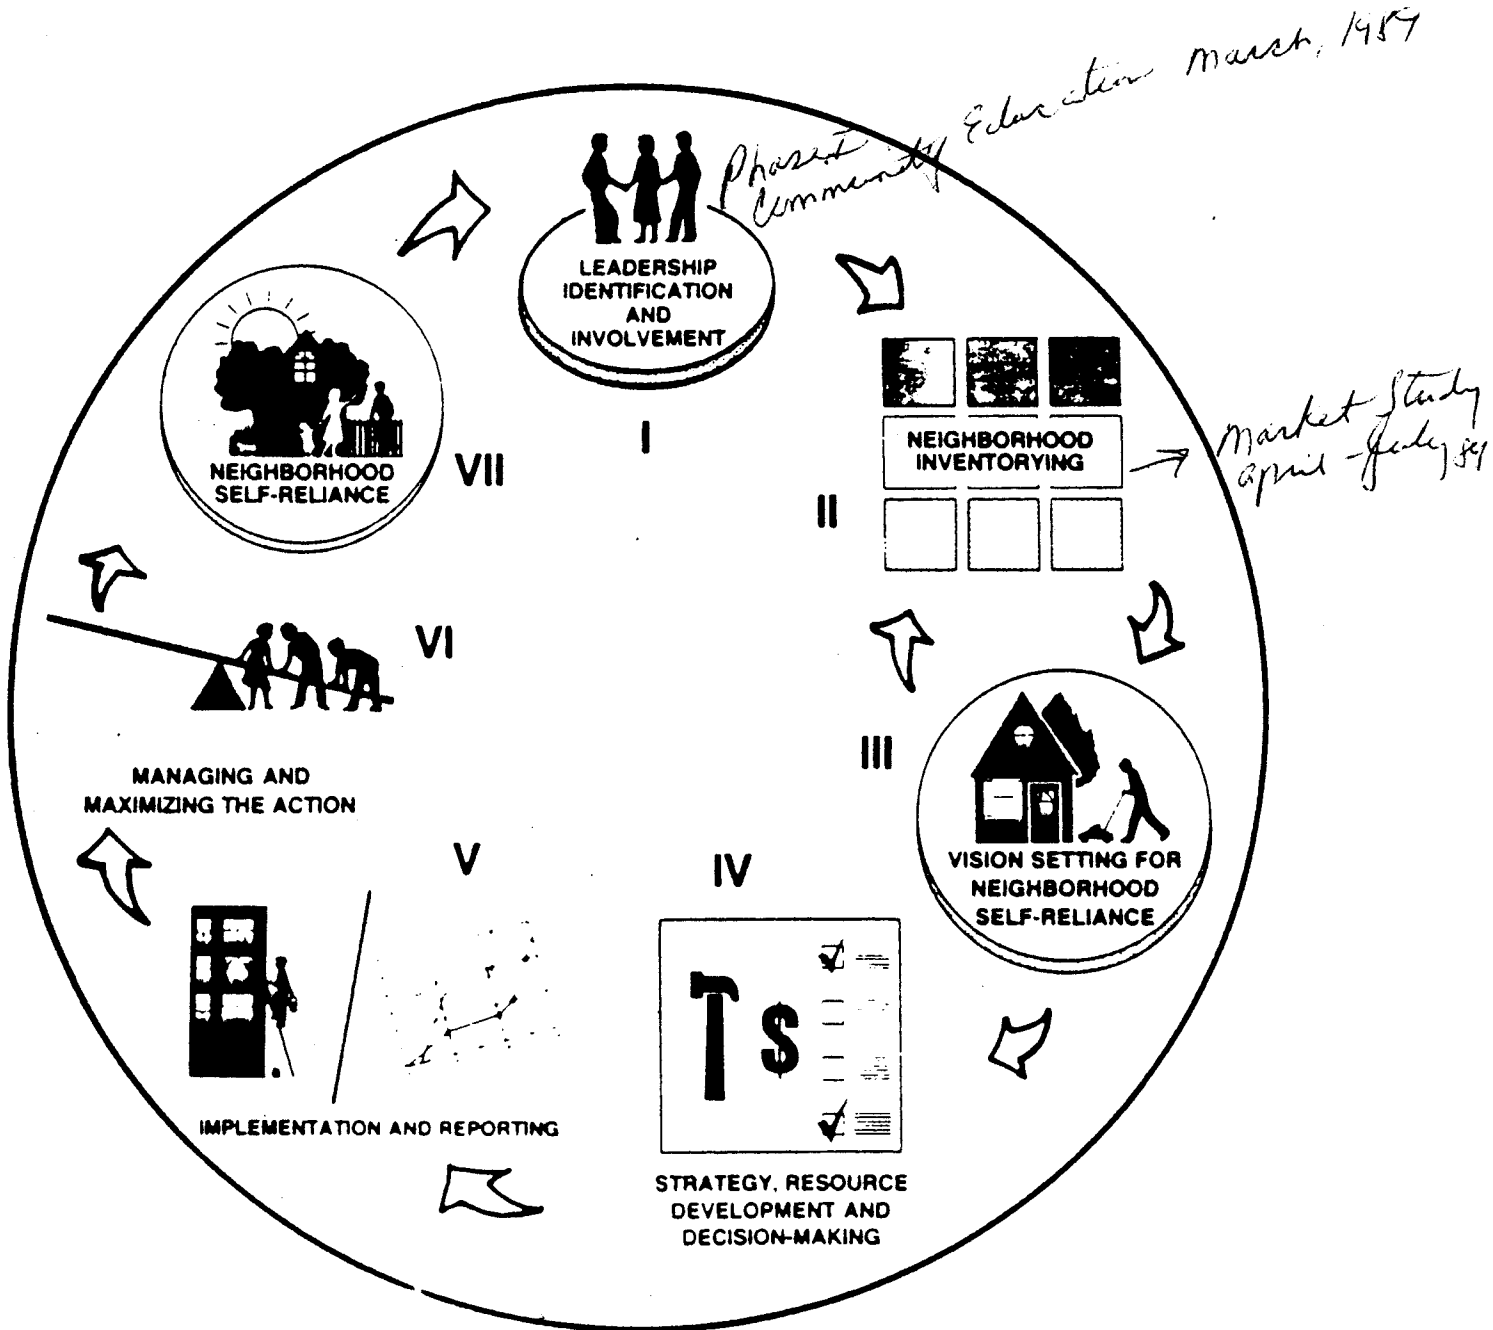 Phase I
Community Education March, 1989
LEADERSHIP
IDENTIFICATION
AND
INVOLVEMENT
I
NEIGHBORHOOD
INVENTORYING
II
Market Study
April - July 89
VISION SETTING FOR
NEIGHBORHOOD
SELF-RELIANCE
III
IV
$
STRATEGY, RESOURCE
DEVELOPMENT AND
DECISION-MAKING
V
IMPLEMENTATION AND REPORTING
VI
MANAGING AND
MAXIMIZING THE ACTION
VII
NEIGHBORHOOD
SELF-RELIANCE